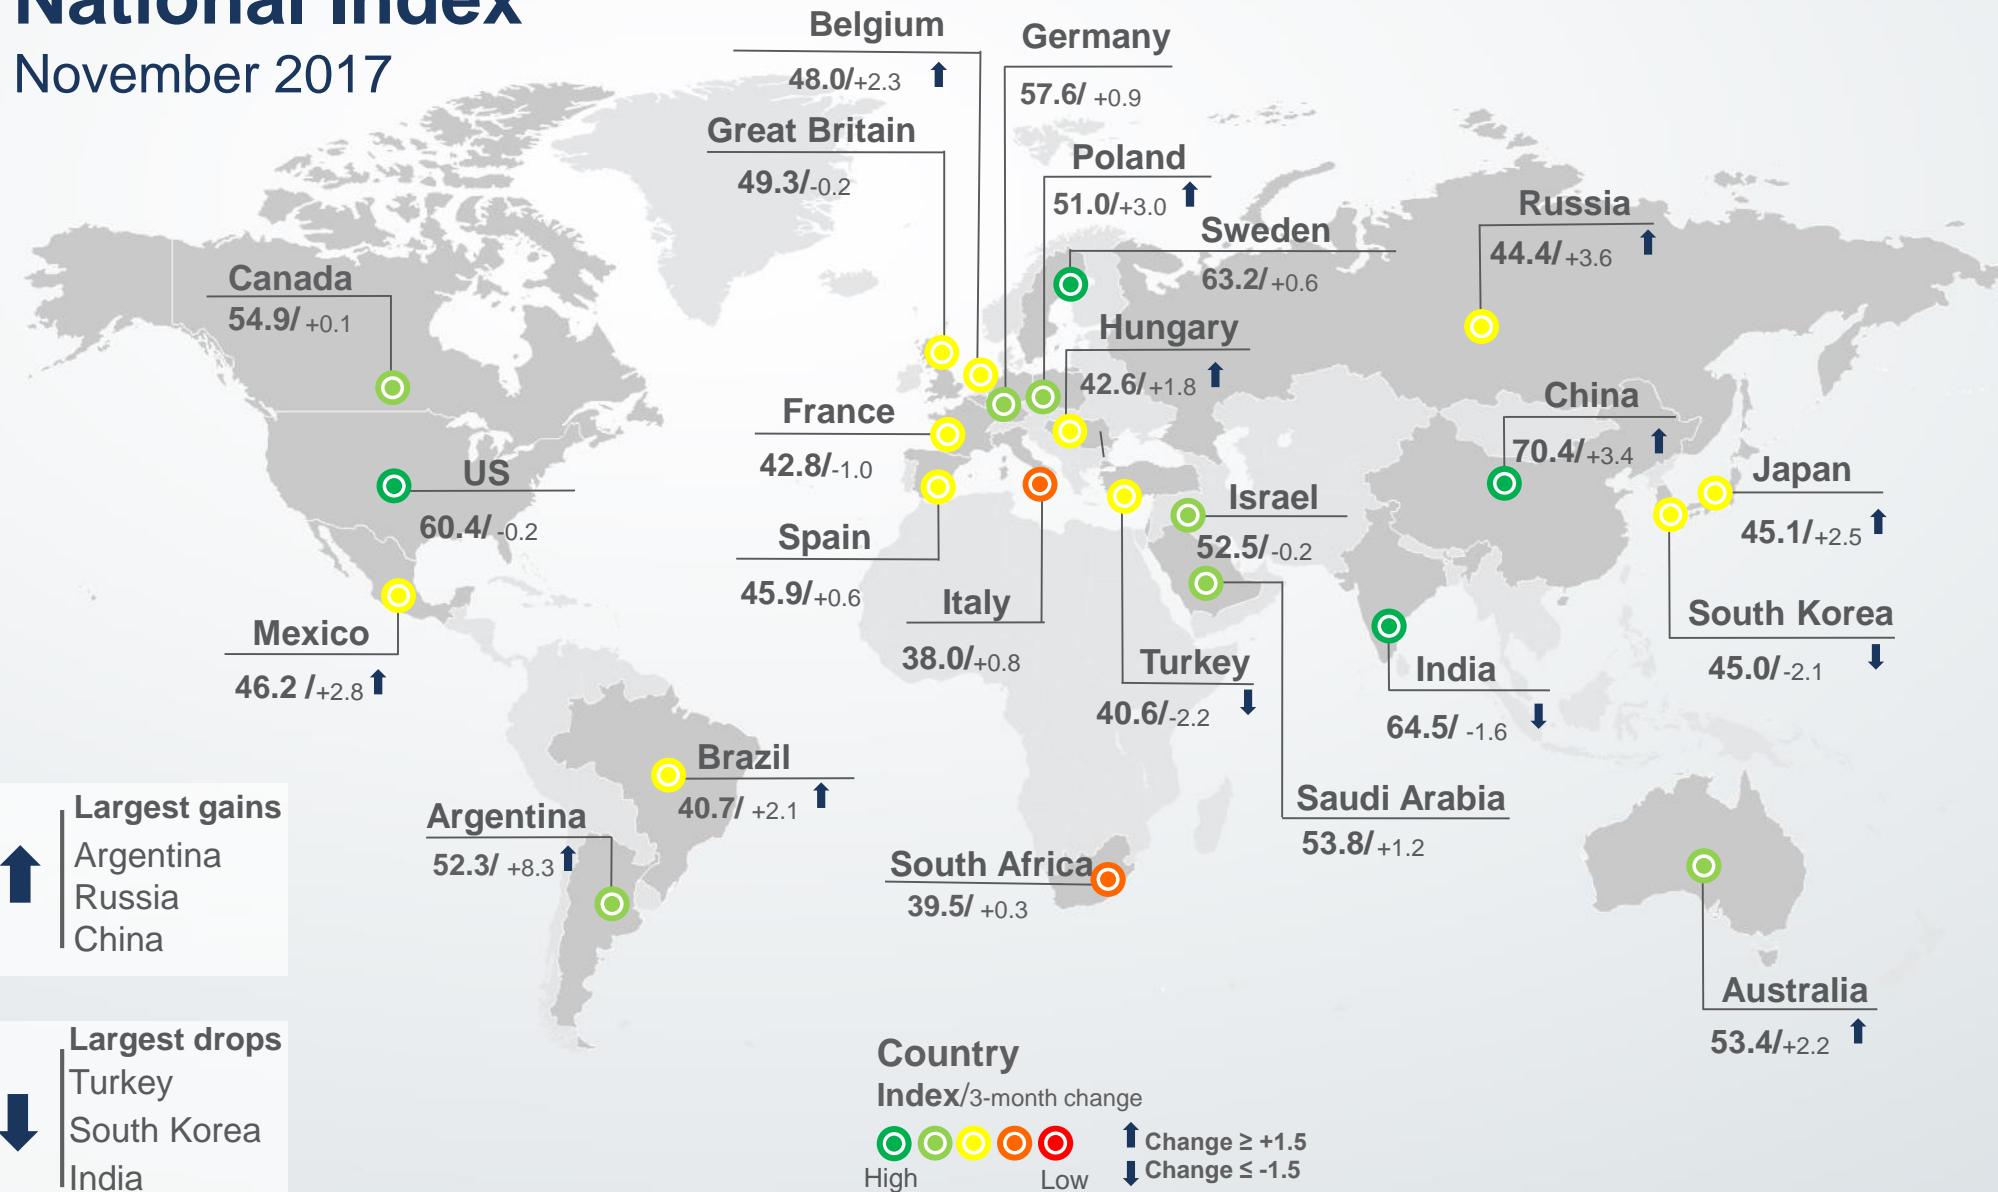 National Index
November 2017
Belgium
48.0/+2.3
Germany
57.6/ +0.9
Great Britain
49.3/-0.2
Poland
51.0/+3.0
Sweden
63.2/+0.6
Russia
44.4/+3.6
Canada
54.9/ +0.1
Hungary
42.6/+1.8
France
42.8/-1.0
China
70.4/+3.4
US
60.4/ -0.2
Japan
45.1/+2.5
Israel
52.5/-0.2
Spain
45.9/+0.6
Italy
38.0/+0.8
South Korea
45.0/-2.1
Mexico
46.2 /+2.8
Turkey
40.6/-2.2
India
64.5/ -1.6
Brazil
40.7/ +2.1
Argentina
52.3/ +8.3
Saudi Arabia
53.8/+1.2
South Africa
39.5/ +0.3
Australia
53.4/+2.2
Largest gains
Argentina
Russia
China
Largest drops
Turkey
South Korea
India
Country
Index/3-month change
High
Low
Change ≥ +1.5
Change ≤ -1.5